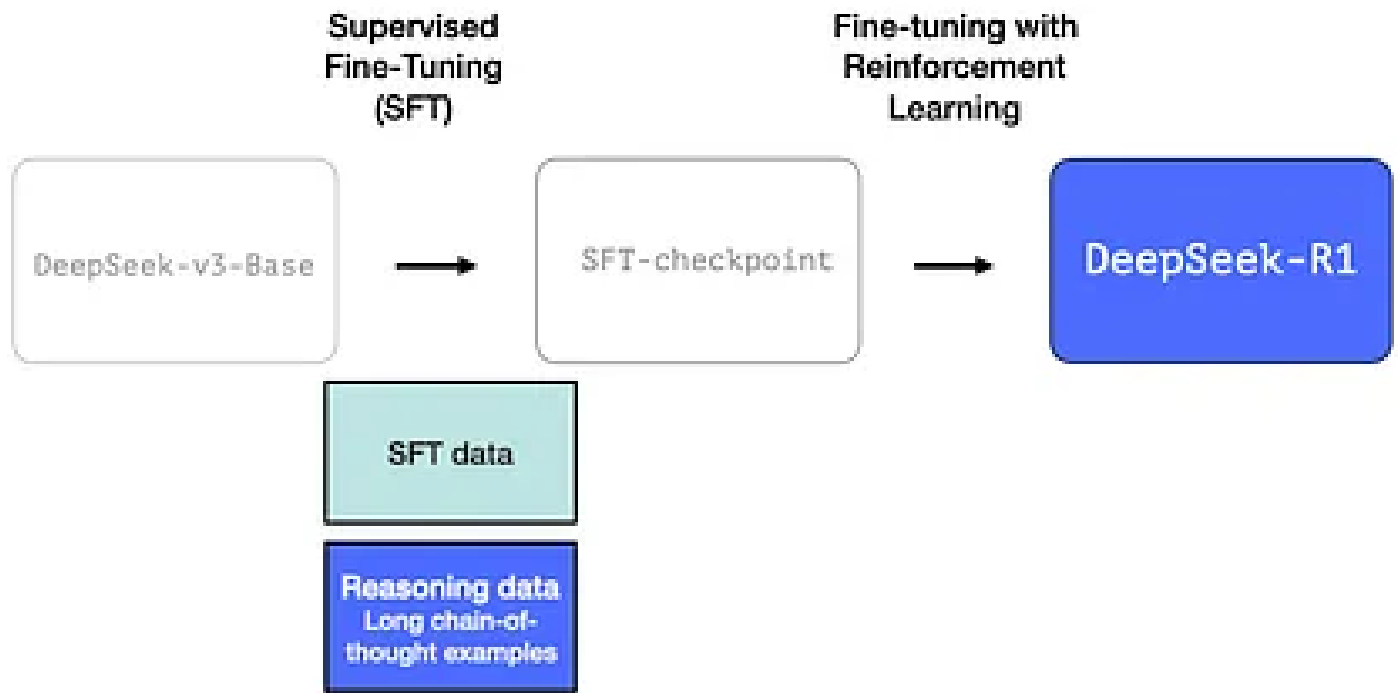 Supervised
Fine-Tuning
(SFT)
Fine-tuning with
Reinforcement
Learning
DeepSeek-v3-Base
SFT-checkpoint
DeepSeek-R1
SFT data
Reasoning data
Long chain-of-
thought examples